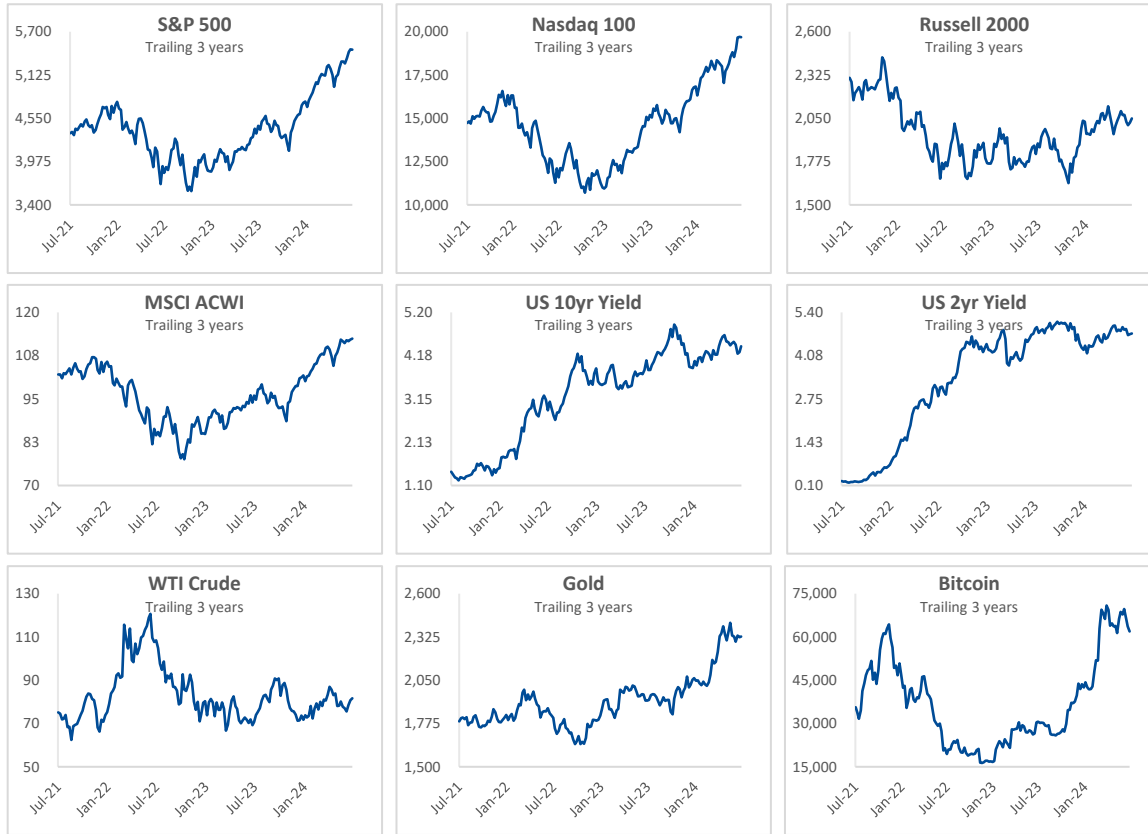 S&P 500
Trailing 3 years
5,700
5,125
4,550
3,975
3,400
Jul-21
Jan-22
Jul-22
Jan-23
Jul-23
Jan-24
Nasdaq 100
Trailing 3 years
20,000
17,500
15,000
12,500
10,000
Jul-21
Jan-22
Jul-22
Jan-23
Jul-23
Jan-24
Russell 2000
Trailing 3 years
2,600
2,325
2,050
1,775
1,500
Jul-21
Jan-22
Jul-22
Jan-23
Jul-23
Jan-24
MSCI ACWI
Trailing 3 years
120
108
95
83
70
Jul-21
Jan-22
Jul-22
Jan-23
Jul-23
Jan-24
US 10yr Yield
Trailing 3 years
5.20
4.18
3.15
2.13
1.10
Jul-21
Jan-22
Jul-22
Jan-23
Jul-23
Jan-24
US 2yr Yield
Trailing 3 years
5.40
4.08
2.75
1.43
0.10
Jul-21
Jan-22
Jul-22
Jan-23
Jul-23
Jan-24
WTI Crude
Trailing 3 years
130
110
90
70
50
Jul-21
Jan-22
Jul-22
Jan-23
Jul-23
Jan-24
Gold
Trailing 3 years
2,600
2,325
2,050
1,775
1,500
Jul-21
Jan-22
Jul-22
Jan-23
Jul-23
Jan-24
Bitcoin
Trailing 3 years
75,000
60,000
45,000
30,000
15,000
Jul-21
Jan-22
Jul-22
Jan-23
Jul-23
Jan-24